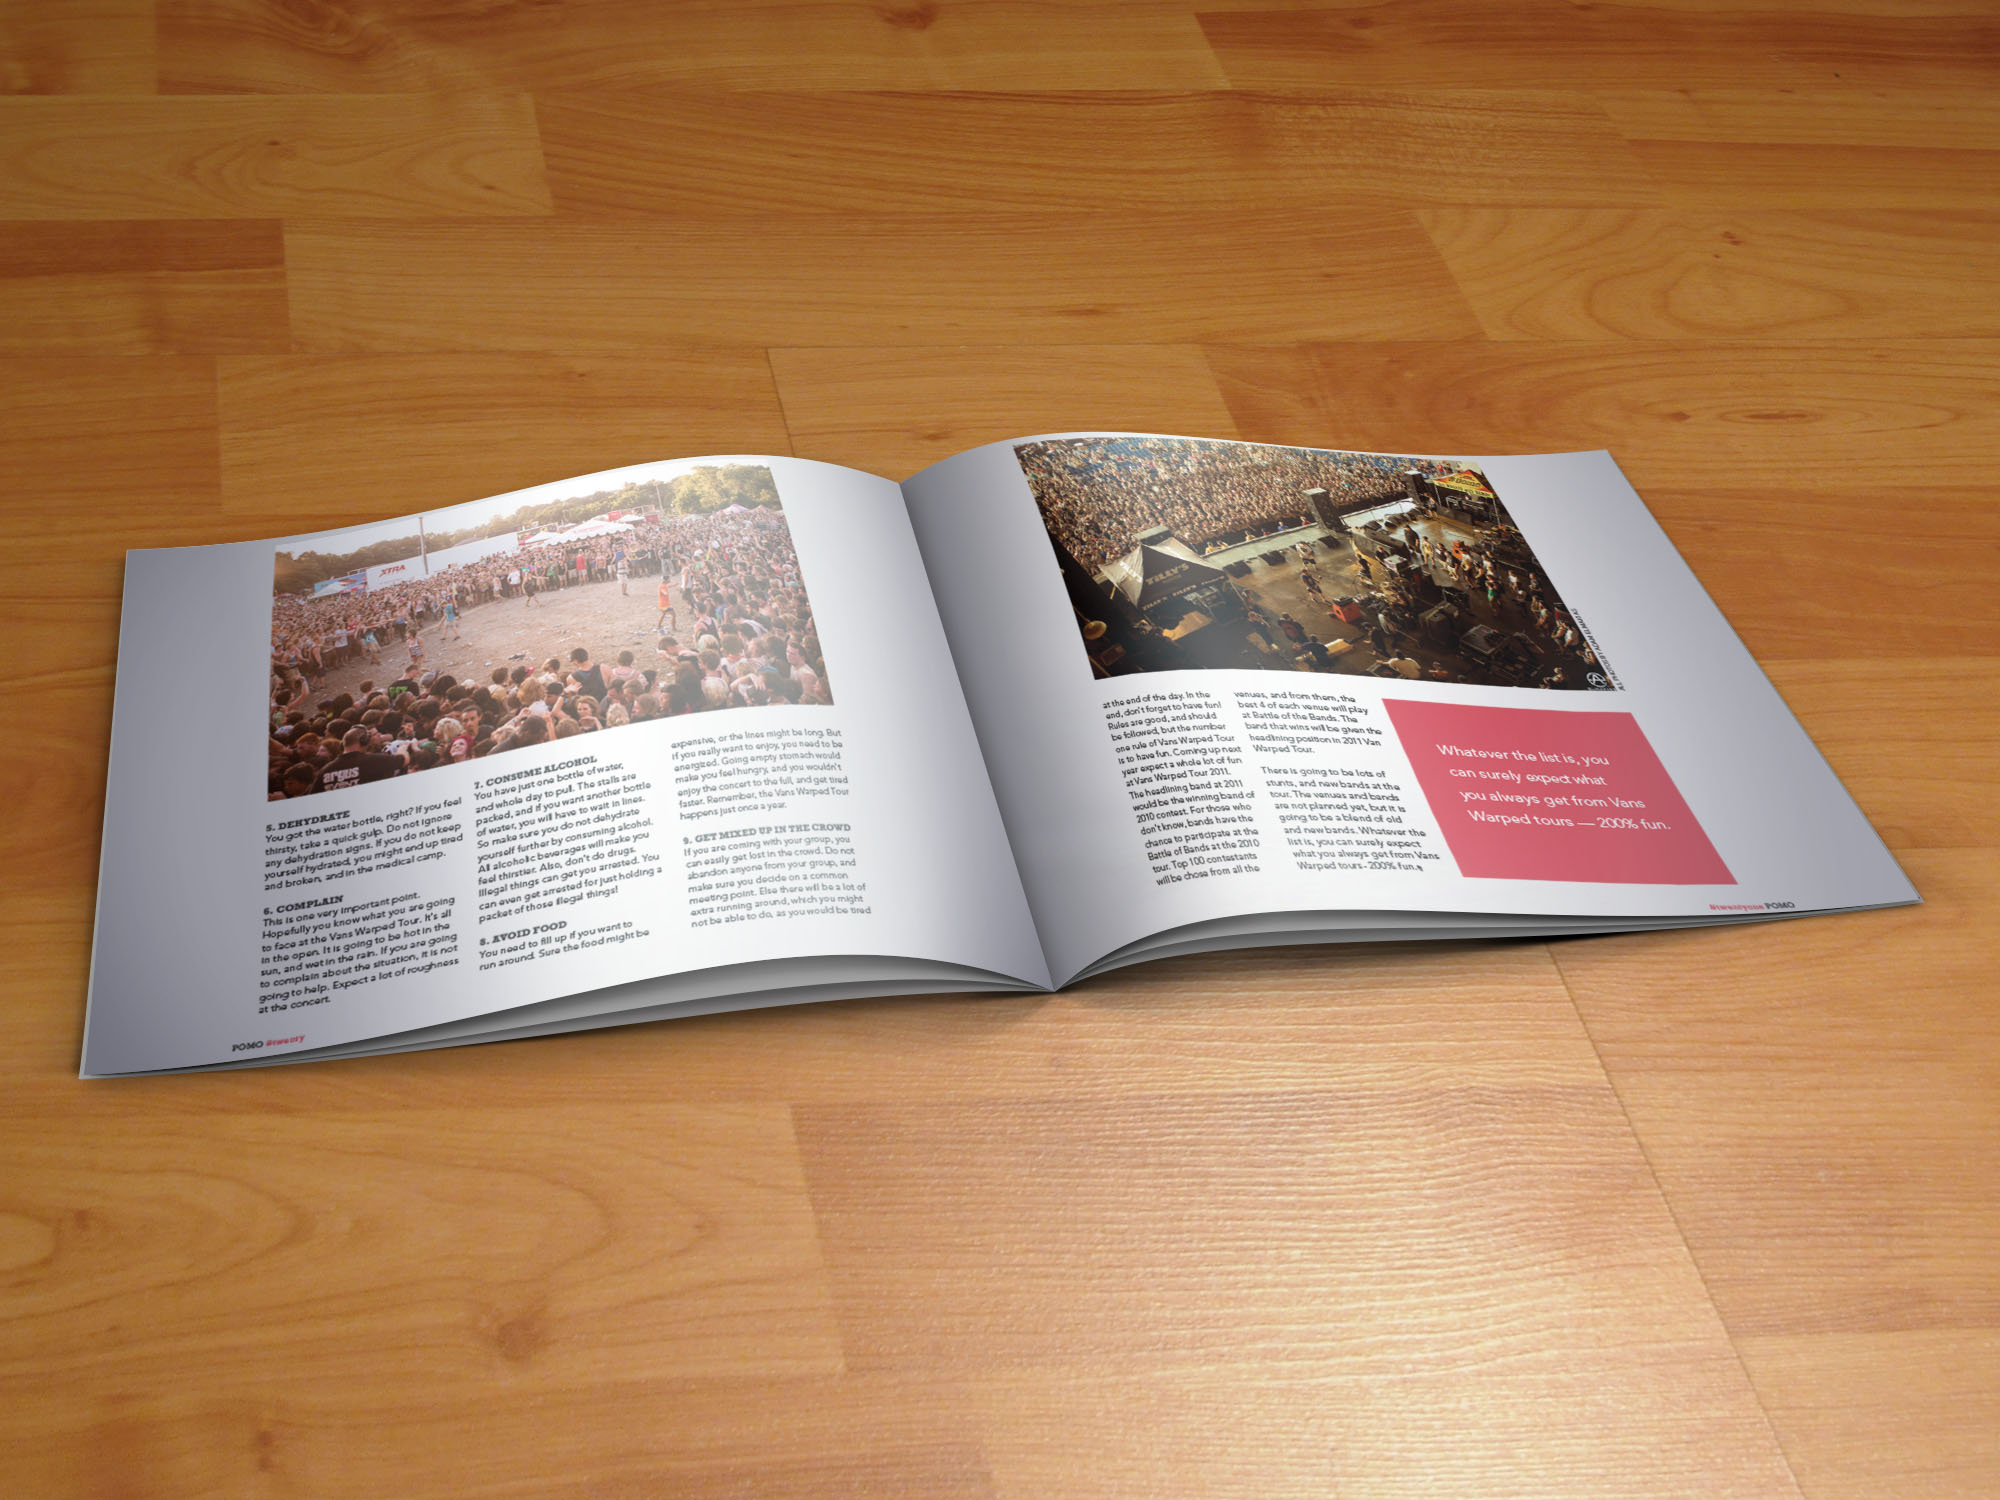 XTRA
argus
EVENT
5. DEHYDRATE
You got the water bottle, right? If you feel
thirsty, take a quick gulp. Do not ignore
any dehydration signs. If you do not keep
yourself hydrated, you might end up tired
and broken, and in the medical camp.
6. COMPLAIN
This is one very important point.
Hopefully you know what you are going
to face at the Vans Warped Tour. It's all
in the open. It is going to be hot in the
sun, and wet in the rain. If you are going
to complain about the situation, it is not
going to help. Expect a lot of roughness
at the concert.
7. CONSUME ALCOHOL
You have just one bottle of water,
and whole day to pull. The stalls are
packed, and if you want another bottle
of water, you will have to wait in lines.
So make sure you do not dehydrate
yourself further by consuming alcohol.
All alcoholic beverages will make you
feel thirstier. Also, don't do drugs.
Illegal things can get you arrested. You
can even get arrested for just holding a
packet of those illegal things!
8. AVOID FOOD
You need to fill up if you want to
run around. Sure the food might be
expensive, or the lines might be long. But
if you really want to enjoy, you need to be
energized. Going empty stomach would
make you feel hungry, and you wouldn't
enjoy the concert to the full, and get tired
faster. Remember, the Vans Warped Tour
happens just once a year.
9. GET MIXED UP IN THE CROWD
If you are coming with your group, you
can easily get lost in the crowd. Do not
abandon anyone from your group, and
make sure you decide on a common
meeting point. Else there will be a lot of
extra running around, which you might
not be able to do, as you would be tired
POMO #twenty
TILLY'S
TILLY'S TILLY'S
ALL PHOTOS BY ADAM ELMAKIAS
at the end of the day. In the
end, don't forget to have fun!
Rules are good, and should
be followed, but the number
one rule of Vans Warped Tour
is to have fun. Coming up next
year expect a whole lot of fun
at Vans Warped Tour 2011.
The headlining band at 2011
would be the winning band of
2010 contest. For those who
don't know, bands have the
chance to participate at the
Battle of Bands at the 2010
tour. Top 100 contestants
will be chose from all the
venues, and from them, the
best 4 of each venue will play
at Battle of the Bands. The
band that wins will be given the
headlining position in 2011 Van
Warped Tour.
There is going to be lots of
stunts, and new bands at the
tour. The venues and bands
are not planned yet, but it is
going to be a blend of old
and new bands. Whatever the
list is, you can surely expect
what you always get from Vans
Warped tours- 200% fun.
Whatever the list is, you
can surely expect what
you always get from Vans
Warped tours — 200% fun.
#twentyone POMO